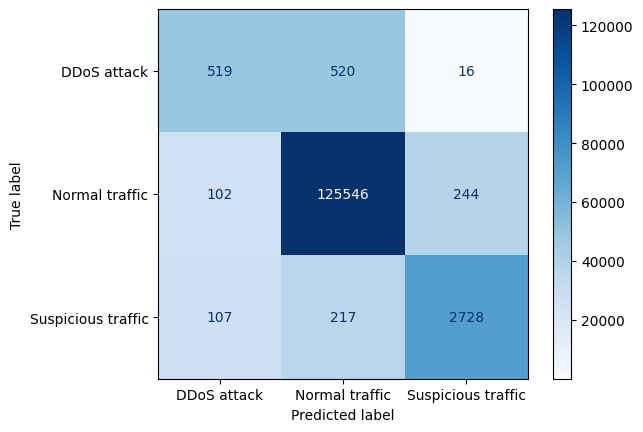 True label
DDoS attack
519 520 16
Normal traffic
102 125546 244
Suspicious traffic
107 217 2728
DDoS attack Normal traffic Suspicious traffic
Predicted label
120000
100000
80000
60000
40000
20000